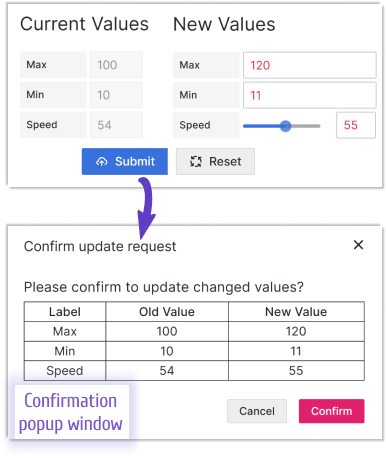 Current Values New Values
Max 100 Max 120
Min 10 Min 11
Speed 54 Speed 55
Submit Reset
Confirm update request
Please confirm to update changed values?
Label Old Value New Value
Max 100 120
Min 10 11
Speed 54 55
Confirmation
popup window
Cancel Confirm